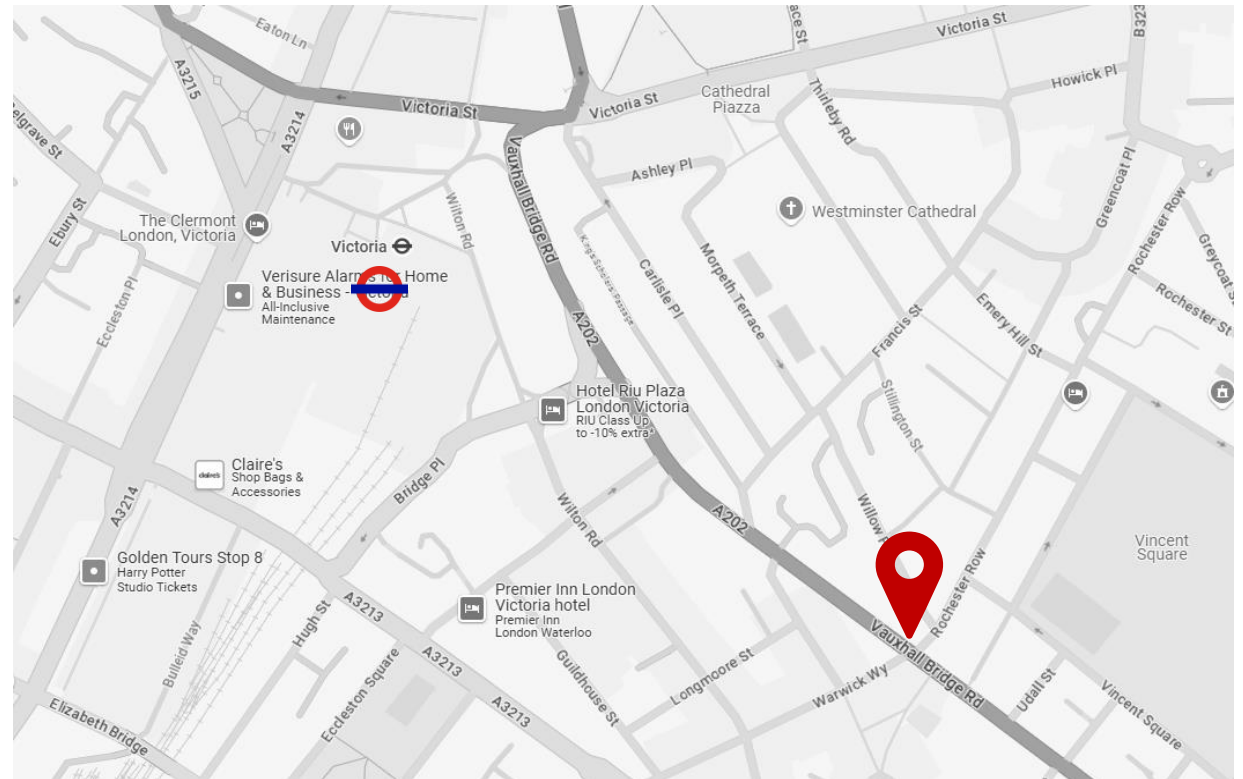 Eaton Ln
A3215
A3214
Victoria St
Victoria St
Victoria St
B323
Howick Pl
Cathedral
Piazza
Thirleby Rd
Ashley Pl
Vauxhall Bridge Rd
Wilton Rd
Ebury St
The Clermont
London, Victoria
Victoria
Westminster Cathedral
Greencoat Pl
Rochester Row
Rochester St
Verisure Alarms for Home
& Business -
All-Inclusive
Maintenance
Eccleston Pl
King's Scholars' Passage
Carlisle Pl
Morpeth Terrace
Francis St
Emery Hill St
A202
Stillington St
Hotel Riu Plaza
London Victoria
RIU Class Up
to -10% extra*
Claire's
Shop Bags &
Accessories
claire's
Bridge Pl
A3214
Wilton Rd
A202
Vincent
Square
Golden Tours Stop 8
Harry Potter
Studio Tickets
Premier Inn London
Victoria hotel
Premier Inn
London Waterloo
Hugh St
A3213
A3213
A3213
Bulleid Way
Elizabeth Bridge
Eccleston Square
Guildhouse St
Longmoore St
Warwick Wy
Vauxhall Bridge Rd
Rochester Row
Udall St
Vincent Square